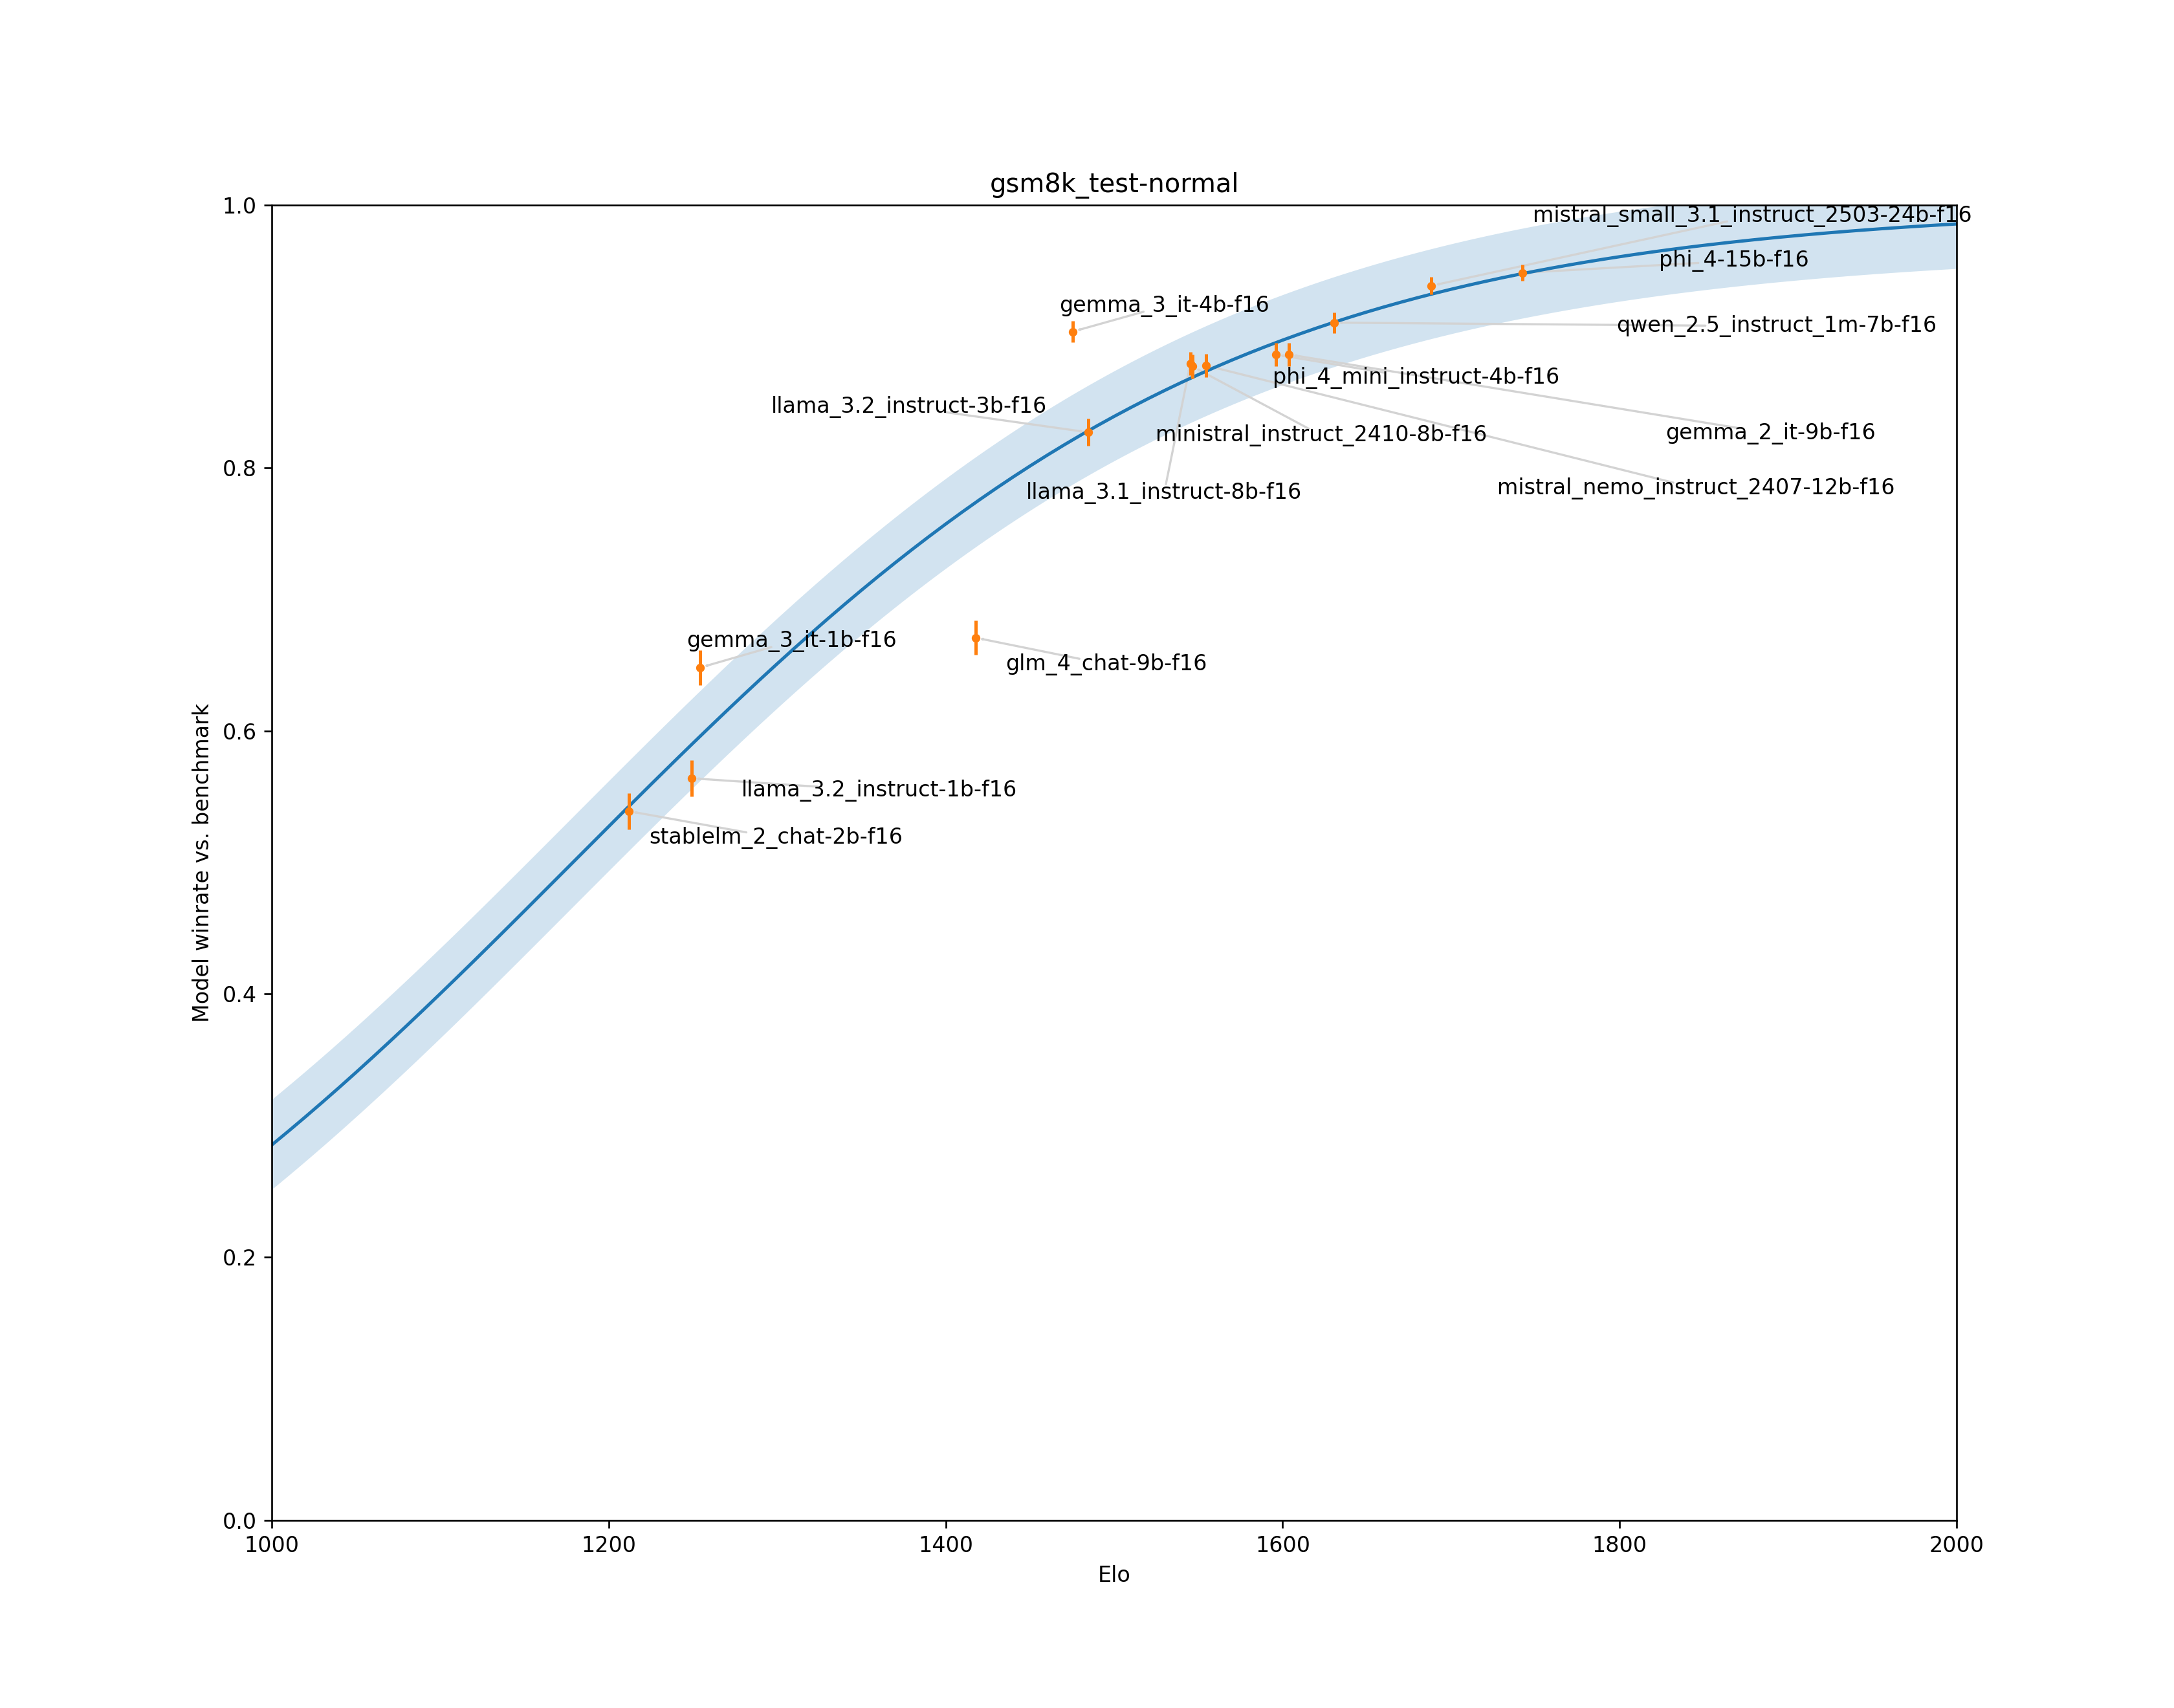 gsm8k_test-normal
1.0
mistral_small_3.1_instruct_2503-24b-f16
phi_4-15b-f16
gemma_3_it-4b-f16
qwen_2.5_instruct_1m-7b-f16
phi_4_mini_instruct-4b-f16
llama_3.2_instruct-3b-f16
ministral_instruct_2410-8b-f16
gemma_2_it-9b-f16
0.8
llama_3.1_instruct-8b-f16
mistral_nemo_instruct_2407-12b-f16
gemma_3_it-1b-f16
glm_4_chat-9b-f16
0.6
llama_3.2_instruct-1b-f16
stablelm_2_chat-2b-f16
Model winrate vs. benchmark
0.4
0.2
0.0
1000
1200
1400
1600
1800
2000
Elo